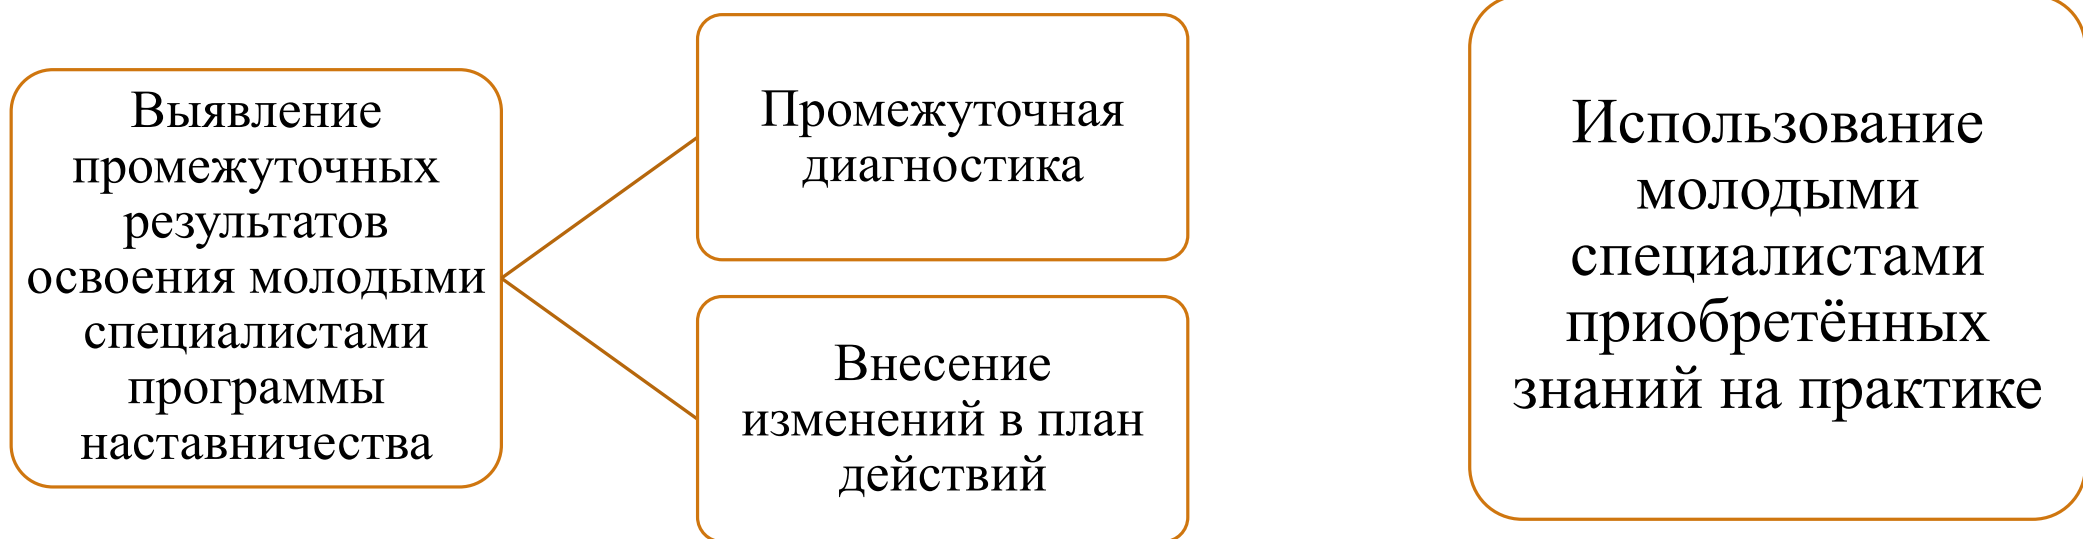 Выявление
промежуточных
результатов
освоения молодыми
специалистами
программы
наставничества
Промежуточная
диагностика
Внесение
изменений в план
действий
Использование
молодыми
специалистами
приобретённых
знаний на практике